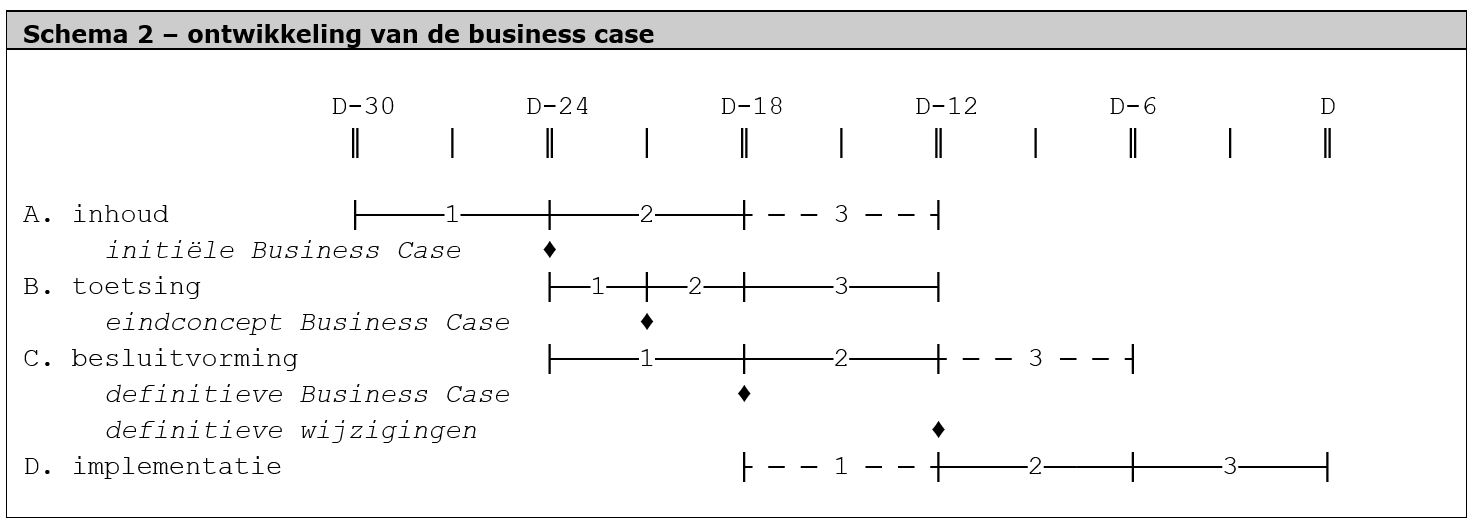 Schema 2 – ontwikkeling van de business case
D-30 D-24 D-18 D-12 D-6 D
A. inhoud 1 2 3
initiële Business Case
B. toetsing 1 2 3
eindconcept Business Case
C. besluitvorming 1 2 3
definitieve Business Case
definitieve wijzigingen
D. implementatie 1 2 3